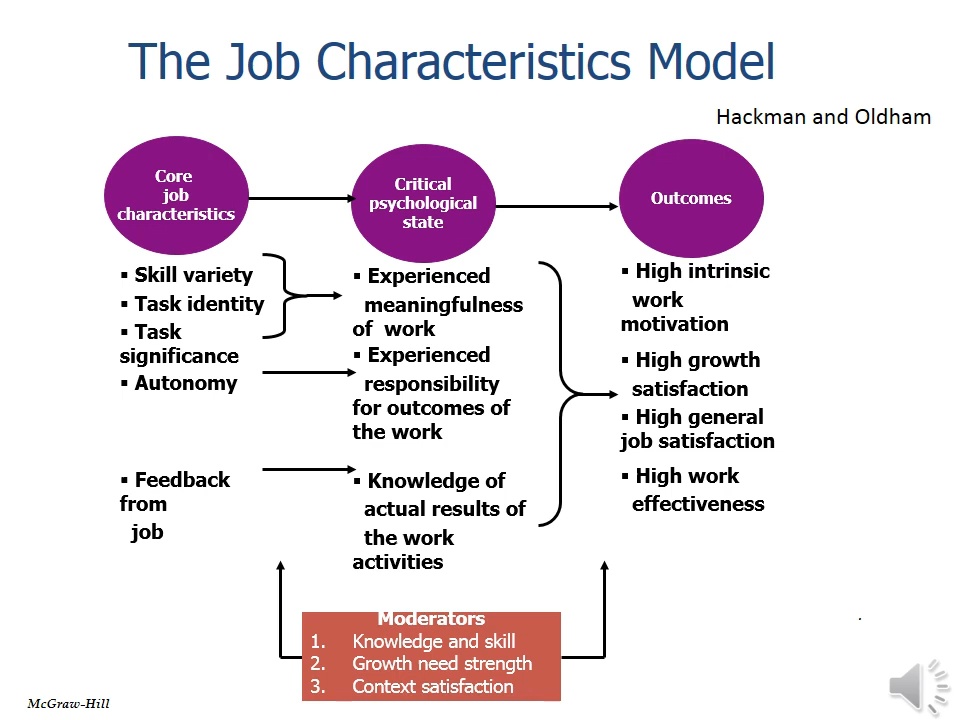 The Job Characteristics Model
Hackman and Oldham
Core
job
characteristics
Critical
psychological
state
Outcomes
▪ Skill variety
▪ Task identity
▪ Task
significance
▪ Autonomy
▪ Feedback
from
job
▪ Experienced
meaningfulness
of work
▪ Experienced
responsibility
for outcomes of
the work
▪ Knowledge of
actual results of
the work
activities
▪ High intrinsic
work
motivation
▪ High growth
satisfaction
▪ High general
job satisfaction
▪ High work
effectiveness
Moderators
1. Knowledge and skill
2. Growth need strength
3. Context satisfaction
.
McGraw-Hill